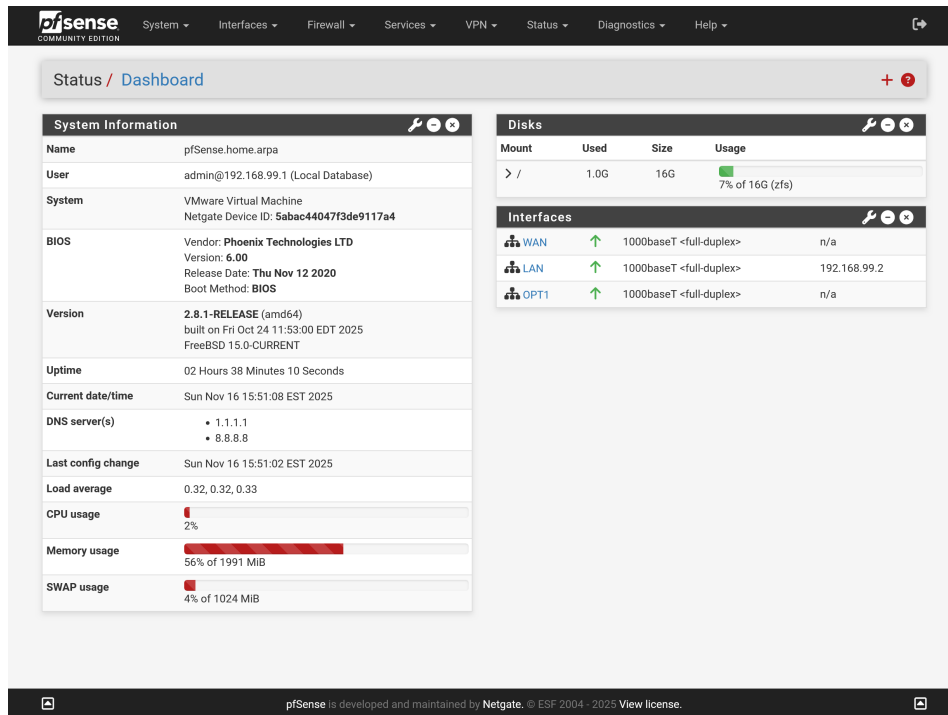 pfsense
COMMUNITY EDITION
System Interfaces Firewall Services VPN Status Diagnostics Help
Status / Dashboard
System Information
Name pfSense.home.arpa
User admin@192.168.99.1 (Local Database)
System VMware Virtual Machine
Netgate Device ID: 5abac44047f3de9117a4
BIOS Vendor: Phoenix Technologies LTD
Version: 6.00
Release Date: Thu Nov 12 2020
Boot Method: BIOS
Version 2.8.1-RELEASE (amd64)
built on Fri Oct 24 11:53:00 EDT 2025
FreeBSD 15.0-CURRENT
Uptime 02 Hours 38 Minutes 10 Seconds
Current date/time Sun Nov 16 15:51:08 EST 2025
DNS server(s) • 1.1.1.1
• 8.8.8.8
Last config change Sun Nov 16 15:51:02 EST 2025
Load average 0.32, 0.32, 0.33
CPU usage
2%
Memory usage
56% of 1991 MiB
SWAP usage
4% of 1024 MiB
Disks
Mount Used Size Usage
/ 1.0G 16G
7% of 16G (zfs)
Interfaces
WAN 1000baseT <full-duplex> n/a
LAN 1000baseT <full-duplex> 192.168.99.2
OPT1 1000baseT <full-duplex> n/a
pfSense is developed and maintained by Netgate. © ESF 2004 - 2025 View license.